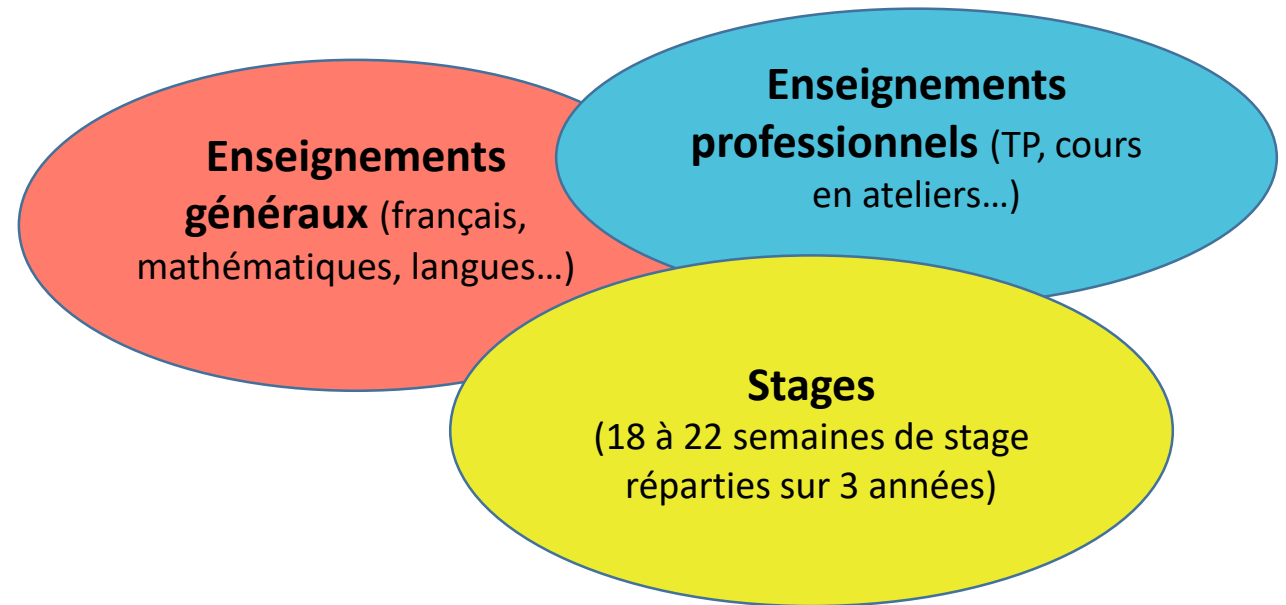 Enseignements
généraux (français,
mathématiques, langues…)
Enseignements
professionnels (TP, cours
en ateliers…)
Stages
(18 à 22 semaines de stage
réparties sur 3 années)